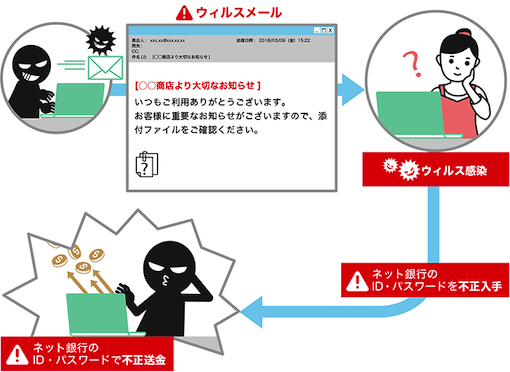 ウィルスメール
差出人: xxx.xx@xxx.xx.xx 送信日時: 2018/03/09 (金) 15:22
宛先:
CC:
件名(J): [○○商店より大切なお知らせ]
[○○商店より大切なお知らせ]
いつもご利用ありがとうございます。
お客様に重要なお知らせがございますので、添
付ファイルをご確認ください。
?
?
ウィルス感染
ネット銀行の
ID・パスワードを不正入手
ネット銀行の
ID・パスワードで不正送金